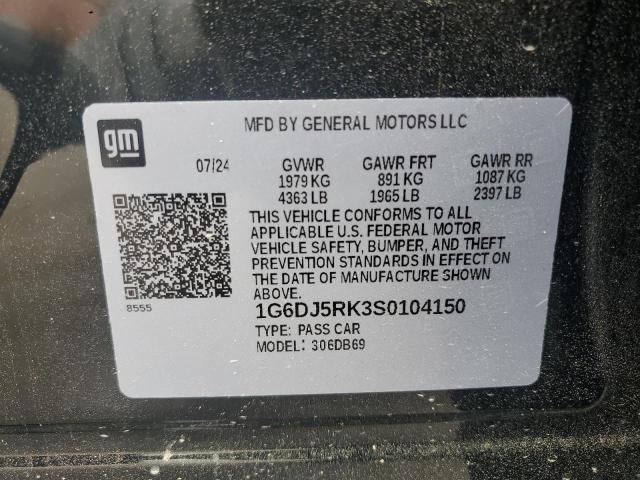 gm
MFD BY GENERAL MOTORS LLC
07/24 GVWR GAWR FRT GAWR RR
1979 KG 891 KG 1087 KG
4363 LB 1965 LB 2397 LB
THIS VEHICLE CONFORMS TO ALL
APPLICABLE U.S. FEDERAL MOTOR
VEHICLE SAFETY, BUMPER, AND THEFT
PREVENTION STANDARDS IN EFFECT ON
THE DATE OF MANUFACTURE SHOWN
ABOVE.
8555
1G6DJ5RK3S0104150
TYPE: PASS CAR
MODEL: 306DB69